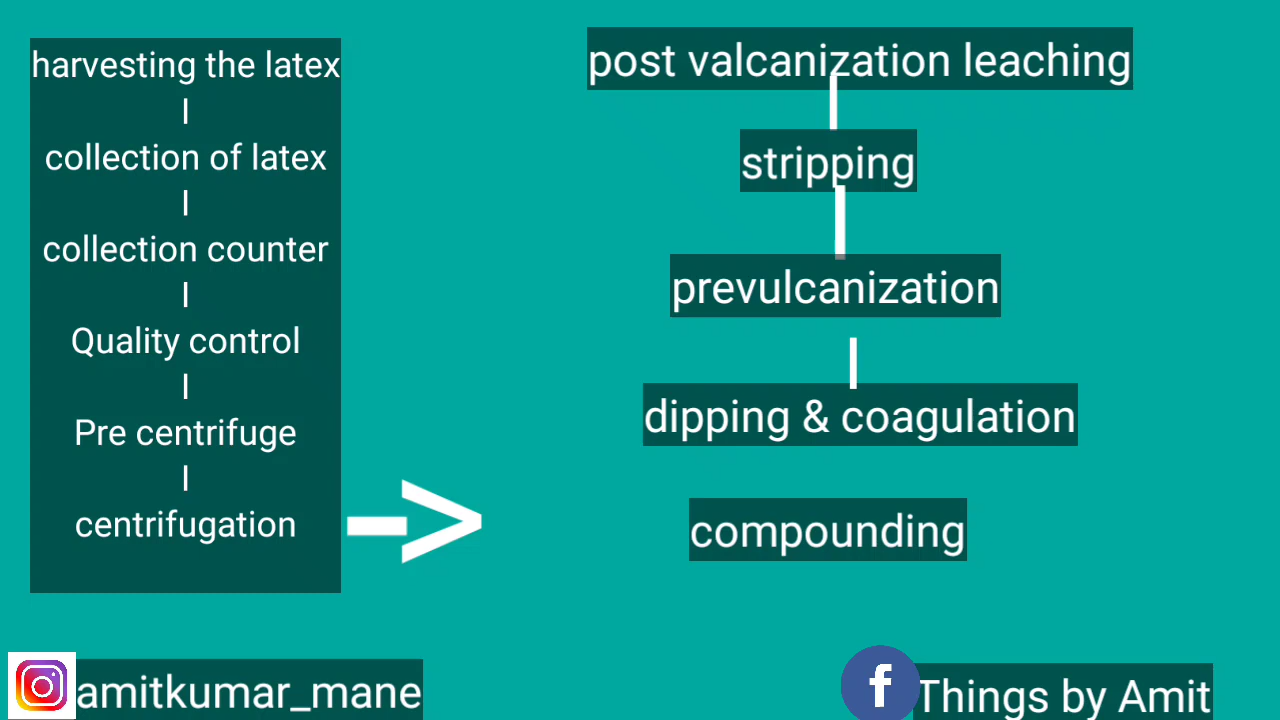 harvesting the latex
|
collection of latex
|
collection counter
|
Quality control
|
Pre centrifuge
|
centrifugation
->
post valcanization leaching
|
stripping
|
prevulcanization
|
dipping & coagulation
compounding
amitkumar_mane
f
Things by Amit